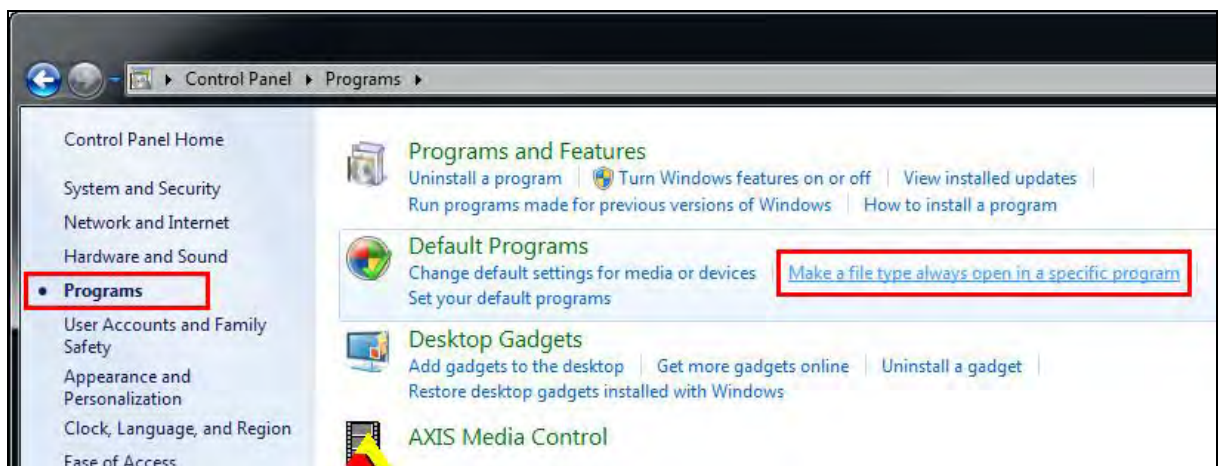 Control Panel Programs
Control Panel Home
System and Security
Network and Internet
Hardware and Sound
Programs
User Accounts and Family
Safety
Appearance and
Personalization
Clock, Language, and Region
Ease of Access
Programs and Features
Uninstall a program Turn Windows features on or off View installed updates
Run programs made for previous versions of Windows How to install a program
Default Programs
Change default settings for media or devices Make a file type always open in a specific program
Set your default programs
Desktop Gadgets
Add gadgets to the desktop Get more gadgets online Uninstall a gadget
Restore desktop gadgets installed with Windows
AXIS Media Control